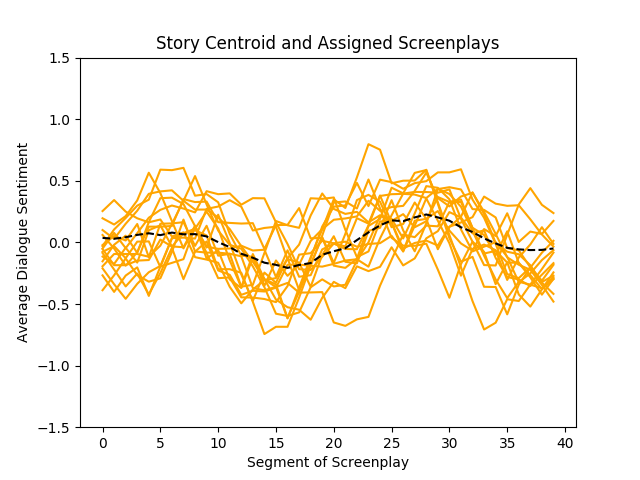 Story Centroid and Assigned Screenplays
1.5
1.0
0.5
0.0
−0.5
−1.0
−1.5
Average Dialogue Sentiment
0 5 10 15 20 25 30 35 40
Segment of Screenplay